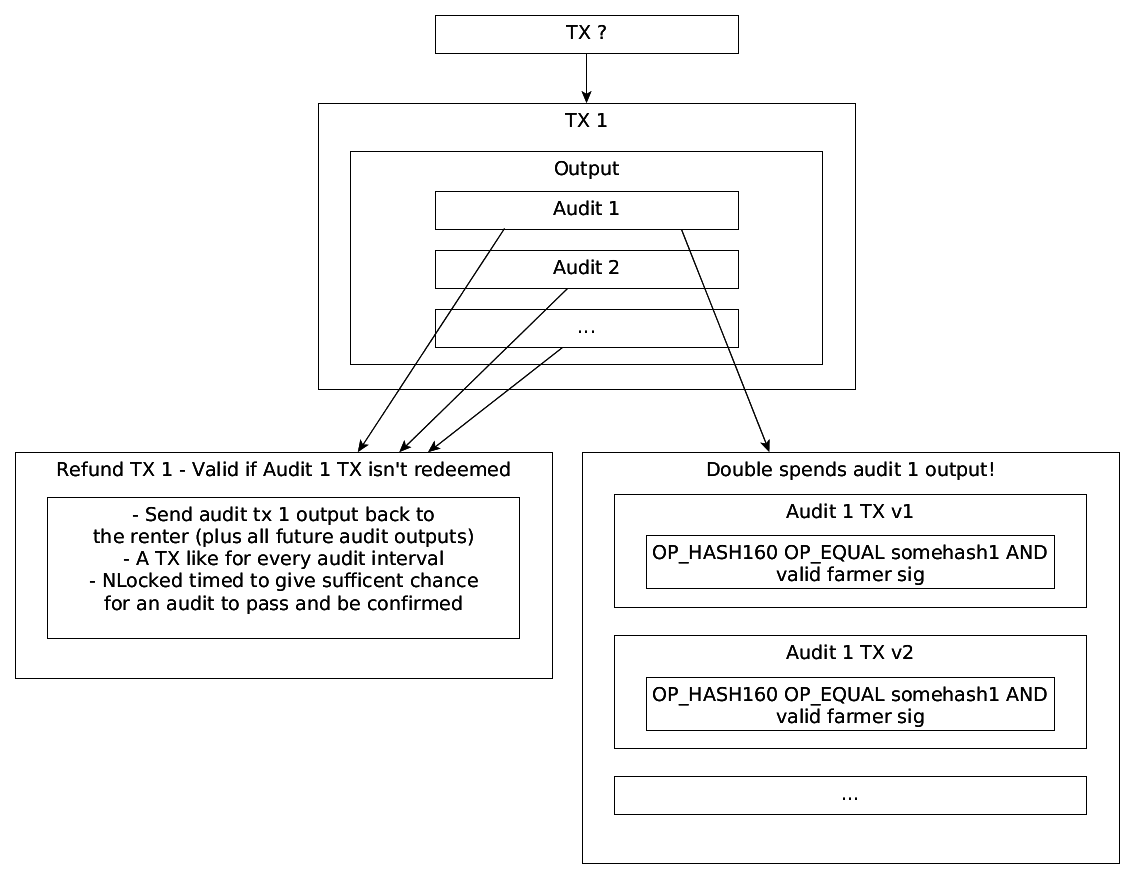 TX ?
TX 1
Output
Audit 1
Audit 2
...
Refund TX 1 - Valid if Audit 1 TX isn't redeemed
- Send audit tx 1 output back to
the renter (plus all future audit outputs)
- A TX like for every audit interval
- NLocked timed to give sufficent chance
for an audit to pass and be confirmed
Double spends audit 1 output!
Audit 1 TX v1
OP_HASH160 OP_EQUAL somehash1 AND
valid farmer sig
Audit 1 TX v2
OP_HASH160 OP_EQUAL somehash1 AND
valid farmer sig
...